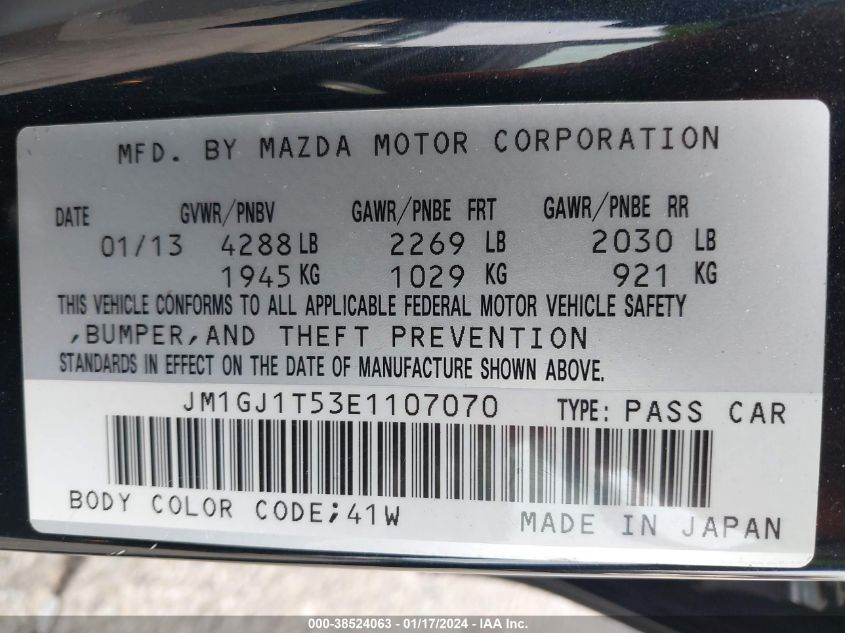 MFD. BY MAZDA MOTOR CORPORATION
DATE GVWR/PNBV GAWR/PNBE FRT GAWR/PNBE RR
01/13 4288 LB 2269 LB 2030 LB
1945 KG 1029 KG 921 KG
THIS VEHICLE CONFORMS TO ALL APPLICABLE FEDERAL MOTOR VEHICLE SAFETY
,BUMPER,AND THEFT PREVENTION
STANDARDS IN EFFECT ON THE DATE OF MANUFACTURE SHOWN ABOVE.
JM1GJ1T53E1107070 TYPE: PASS CAR
BODY COLOR CODE;41W
MADE IN JAPAN
000-38524063 - 01/17/2024 - IAA Inc.